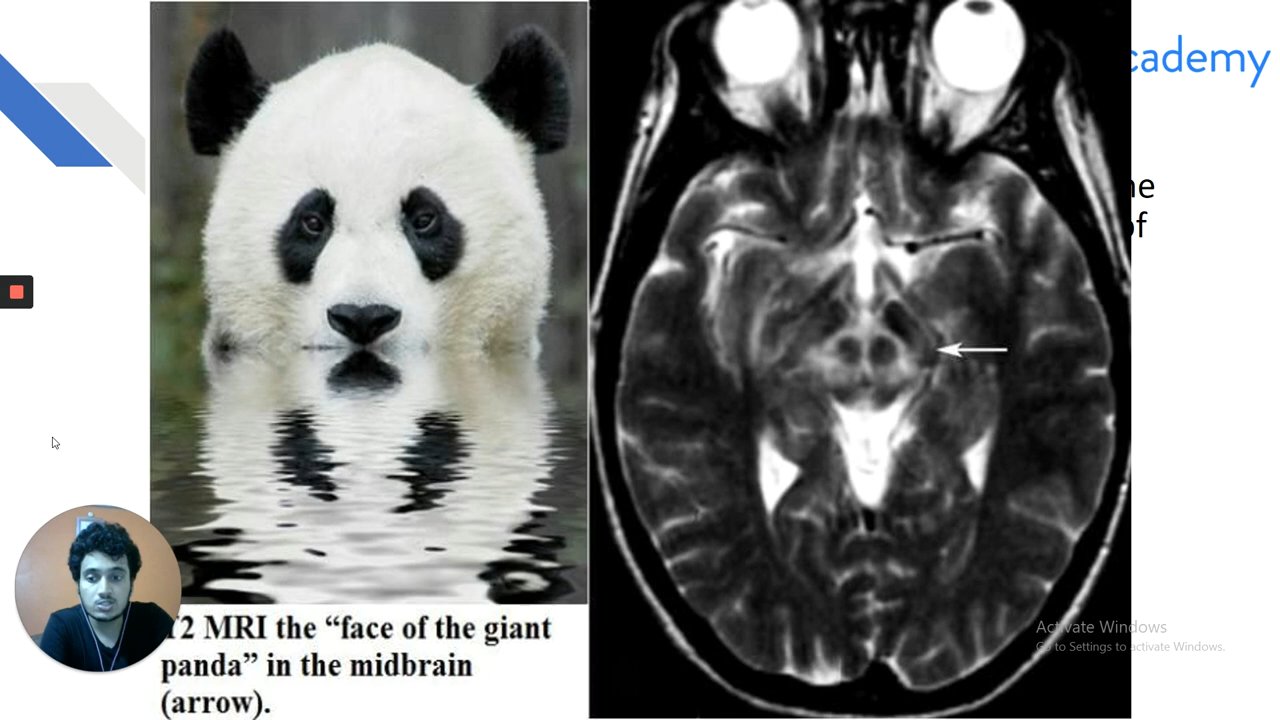 cademy
he
of
T2 MRI the “face of the giant
panda” in the midbrain
(arrow).
Activate Windows
Go to Settings to activate Windows.